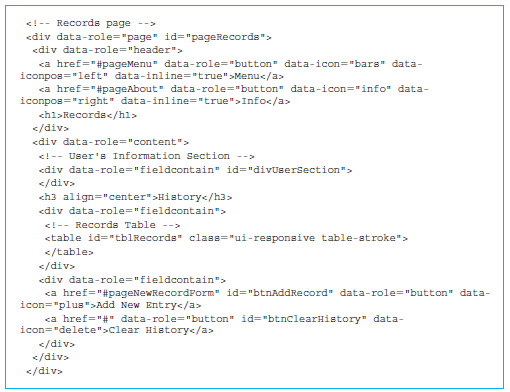 <!-- Records page -->
<div data-role="page" id="pageRecords">
<div data-role="header">
<a href="#pageMenu" data-role="button" data-icon="bars" data-
iconpos="left" data-inline="true">Menu</a>
<a href="#pageAbout" data-role="button" data-icon="info" data-
iconpos="right" data-inline="true">Info</a>
<h1>Records</h1>
</div>
<div data-role="content">
<!-- User's Information Section -->
<div data-role="fieldcontain" id="divUserSection">
</div>
<h3 align="center">History</h3>
<div data-role="fieldcontain">
<!-- Records Table -->
<table id="tblRecords" class="ui-responsive table-stroke">
</table>
</div>
<div data-role="fieldcontain">
<a href="#pageNewRecordForm" id="btnAddRecord" data-role="button" data-
icon="plus">Add New Entry</a>
<a href="#" data-role="button" id="btnClearHistory" data-
icon="delete">Clear History</a>
</div>
</div>
</div>